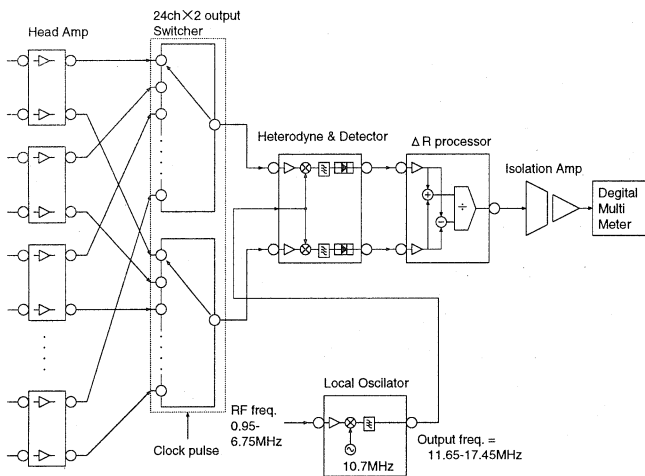 24ch×2 output
Switcher
Head Amp
Heterodyne & Detector
ΔR processor
Isolation Amp
+
÷
−
Degital
Multi
Meter
Local Oscilator
RF freq.
0.95-
6.75MHz
Clock pulse
10.7MHz
Output freq. =
11.65-17.45MHz